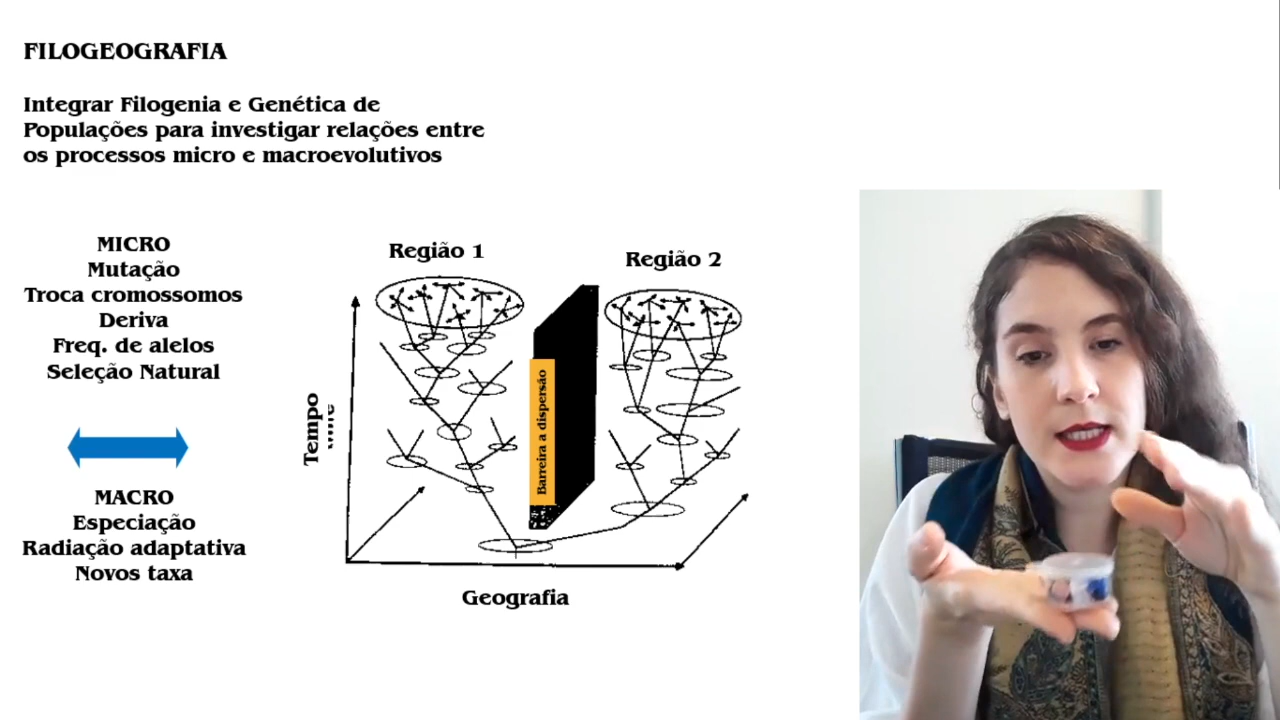 FILOGEOGRAFIA
Integrar Filogenia e Genética de
Populações para investigar relações entre
os processos micro e macroevolutivos
MICRO
Mutação
Troca cromossomos
Deriva
Freq. de alelos
Seleção Natural
MACRO
Especiação
Radiação adaptativa
Novos taxa
Região 1
Região 2
Tempo
Barreira a dispersão
Geografia